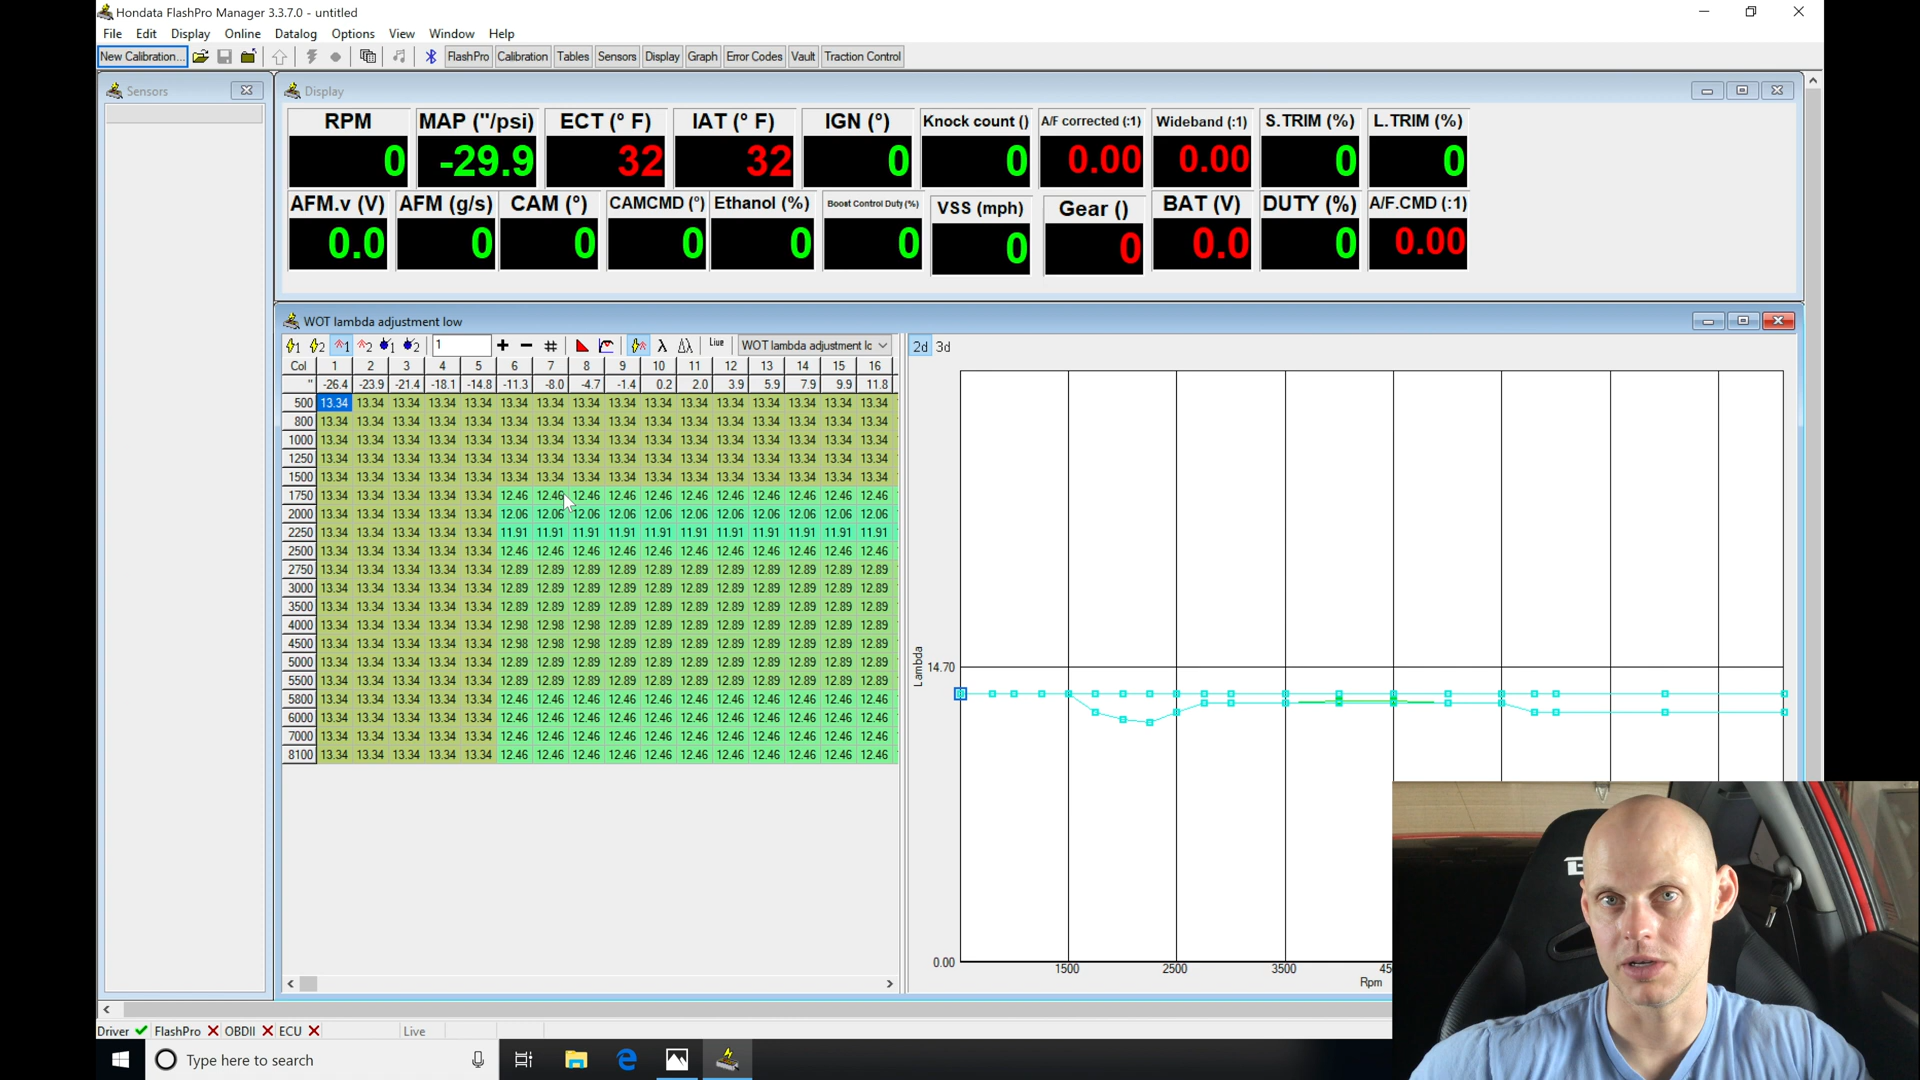 Hondata FlashPro Manager 3.3.7.0 - untitled
File Edit Display Online Datalog Options View Window Help
New Calibration... FlashPro Calibration Tables Sensors Display Graph Error Codes Vault Traction Control
Sensors
Display
RPM MAP ("/psi) ECT (° F) IAT (° F) IGN (°) Knock count () A/F corrected (:1) Wideband (:1) S.TRIM (%) L.TRIM (%)
0 -29.9 32 32 0 0 0.00 0.00 0 0
AFM.v (V) AFM (g/s) CAM (°) CAMCMD (°) Ethanol (%) Boost Control Duty (%) VSS (mph) Gear () BAT (V) DUTY (%) A/F.CMD (:1)
0.0 0 0 0 0 0 0 0 0.0 0 0.00
WOT lambda adjustment low
1 2 1 2 1 2 1 + - # λ Δλ Live WOT lambda adjustment lc 2d 3d
Col 1 2 3 4 5 6 7 8 9 10 11 12 13 14 15 16
" -26.4 -23.9 -21.4 -18.1 -14.8 -11.3 -8.0 -4.7 -1.4 0.2 2.0 3.9 5.9 7.9 9.9 11.8
500 13.34 13.34 13.34 13.34 13.34 13.34 13.34 13.34 13.34 13.34 13.34 13.34 13.34 13.34 13.34 13.34
800 13.34 13.34 13.34 13.34 13.34 13.34 13.34 13.34 13.34 13.34 13.34 13.34 13.34 13.34 13.34 13.34
1000 13.34 13.34 13.34 13.34 13.34 13.34 13.34 13.34 13.34 13.34 13.34 13.34 13.34 13.34 13.34 13.34
1250 13.34 13.34 13.34 13.34 13.34 13.34 13.34 13.34 13.34 13.34 13.34 13.34 13.34 13.34 13.34 13.34
1500 13.34 13.34 13.34 13.34 13.34 13.34 13.34 13.34 13.34 13.34 13.34 13.34 13.34 13.34 13.34 13.34
1750 13.34 13.34 13.34 13.34 13.34 12.46 12.46 12.46 12.46 12.46 12.46 12.46 12.46 12.46 12.46 12.46
2000 13.34 13.34 13.34 13.34 13.34 12.06 12.06 12.06 12.06 12.06 12.06 12.06 12.06 12.06 12.06 12.06
2250 13.34 13.34 13.34 13.34 13.34 11.91 11.91 11.91 11.91 11.91 11.91 11.91 11.91 11.91 11.91 11.91
2500 13.34 13.34 13.34 13.34 13.34 12.46 12.46 12.46 12.46 12.46 12.46 12.46 12.46 12.46 12.46 12.46
2750 13.34 13.34 13.34 13.34 13.34 12.89 12.89 12.89 12.89 12.89 12.89 12.89 12.89 12.89 12.89 12.89
3000 13.34 13.34 13.34 13.34 13.34 12.89 12.89 12.89 12.89 12.89 12.89 12.89 12.89 12.89 12.89 12.89
3500 13.34 13.34 13.34 13.34 13.34 12.89 12.89 12.89 12.89 12.89 12.89 12.89 12.89 12.89 12.89 12.89
4000 13.34 13.34 13.34 13.34 13.34 12.98 12.98 12.98 12.89 12.89 12.89 12.89 12.89 12.89 12.89 12.89
4500 13.34 13.34 13.34 13.34 13.34 12.98 12.98 12.98 12.89 12.89 12.89 12.89 12.89 12.89 12.89 12.89
5000 13.34 13.34 13.34 13.34 13.34 12.89 12.89 12.89 12.89 12.89 12.89 12.89 12.89 12.89 12.89 12.89
5500 13.34 13.34 13.34 13.34 13.34 12.89 12.89 12.89 12.89 12.89 12.89 12.89 12.89 12.89 12.89 12.89
5800 13.34 13.34 13.34 13.34 13.34 12.46 12.46 12.46 12.46 12.46 12.46 12.46 12.46 12.46 12.46 12.46
6000 13.34 13.34 13.34 13.34 13.34 12.46 12.46 12.46 12.46 12.46 12.46 12.46 12.46 12.46 12.46 12.46
7000 13.34 13.34 13.34 13.34 13.34 12.46 12.46 12.46 12.46 12.46 12.46 12.46 12.46 12.46 12.46 12.46
8100 13.34 13.34 13.34 13.34 13.34 12.46 12.46 12.46 12.46 12.46 12.46 12.46 12.46 12.46 12.46 12.46
Lambda
14.70
0.00
1500 2500 3500 45
Rpm
Driver FlashPro OBDII ECU Live
Type here to search